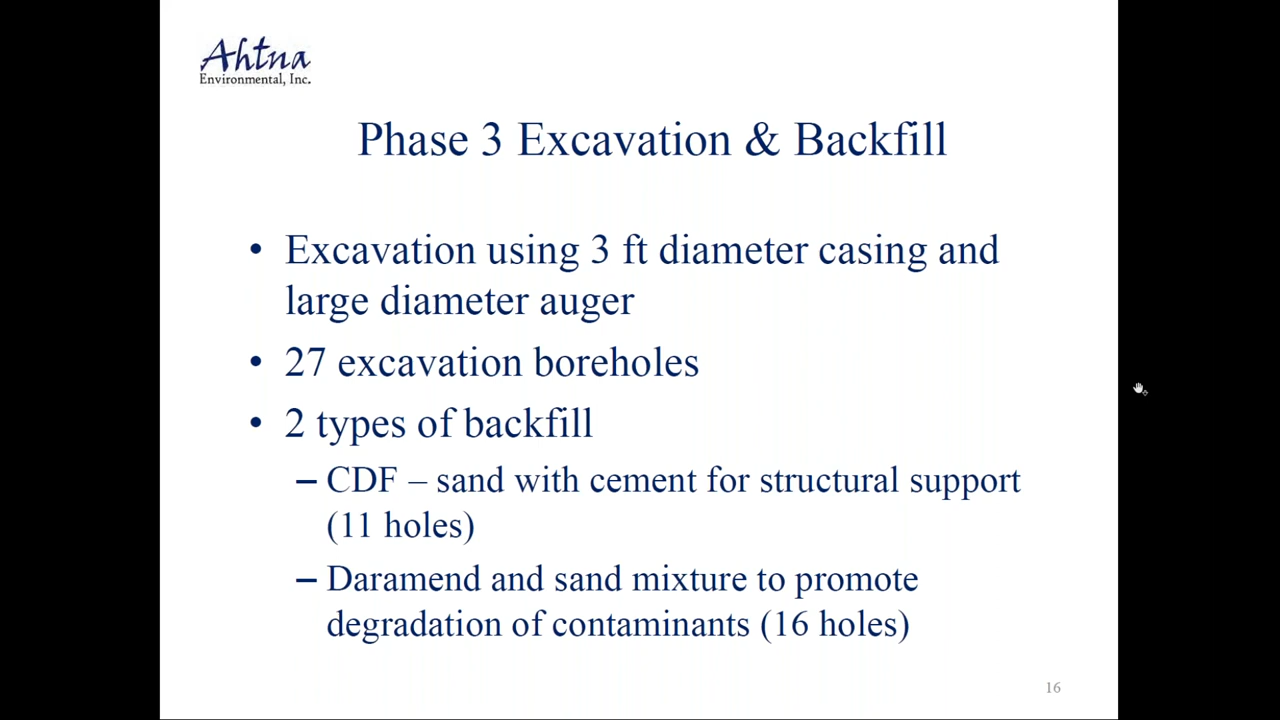 Ahtna
Environmental, Inc.
Phase 3 Excavation & Backfill
• Excavation using 3 ft diameter casing and
large diameter auger
• 27 excavation boreholes
• 2 types of backfill
– CDF – sand with cement for structural support
(11 holes)
– Daramend and sand mixture to promote
degradation of contaminants (16 holes)
16